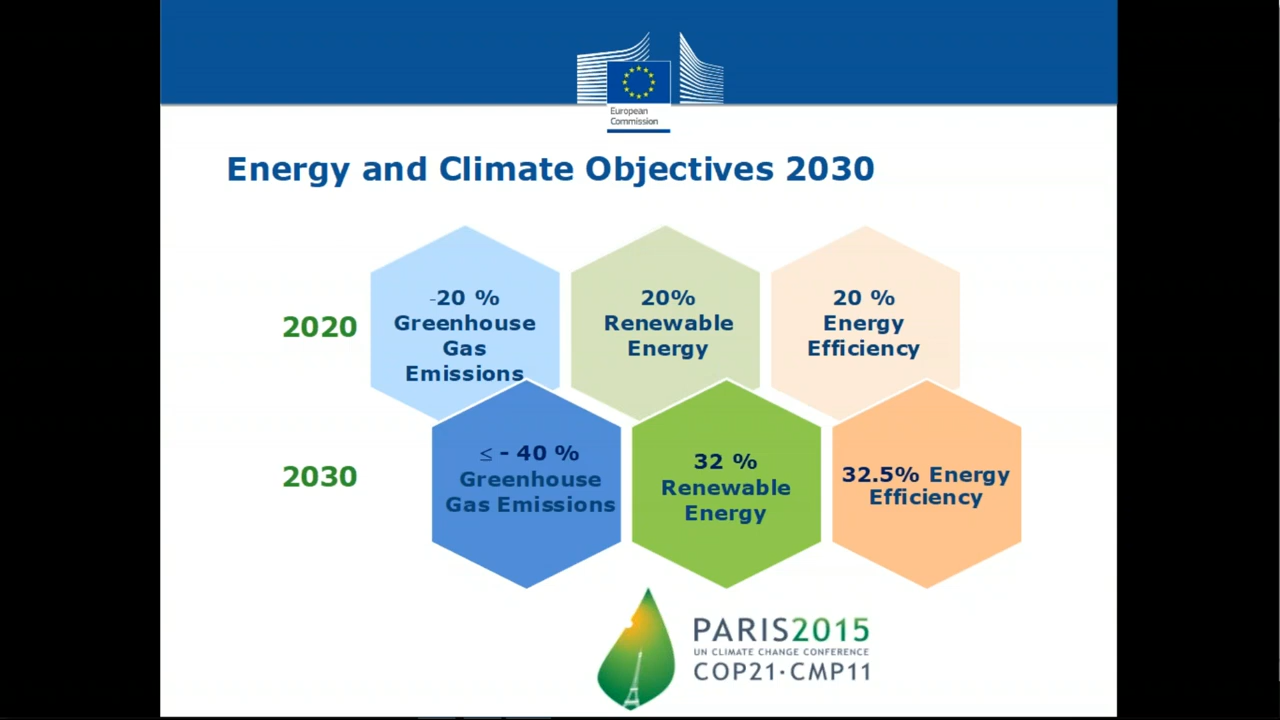 European
Commission
Energy and Climate Objectives 2030
2020
-20 %
Greenhouse
Gas
Emissions
20%
Renewable
Energy
20 %
Energy
Efficiency
2030
≤ - 40 %
Greenhouse
Gas Emissions
32 %
Renewable
Energy
32.5% Energy
Efficiency
PARIS2015
UN CLIMATE CHANGE CONFERENCE
COP21·CMP11